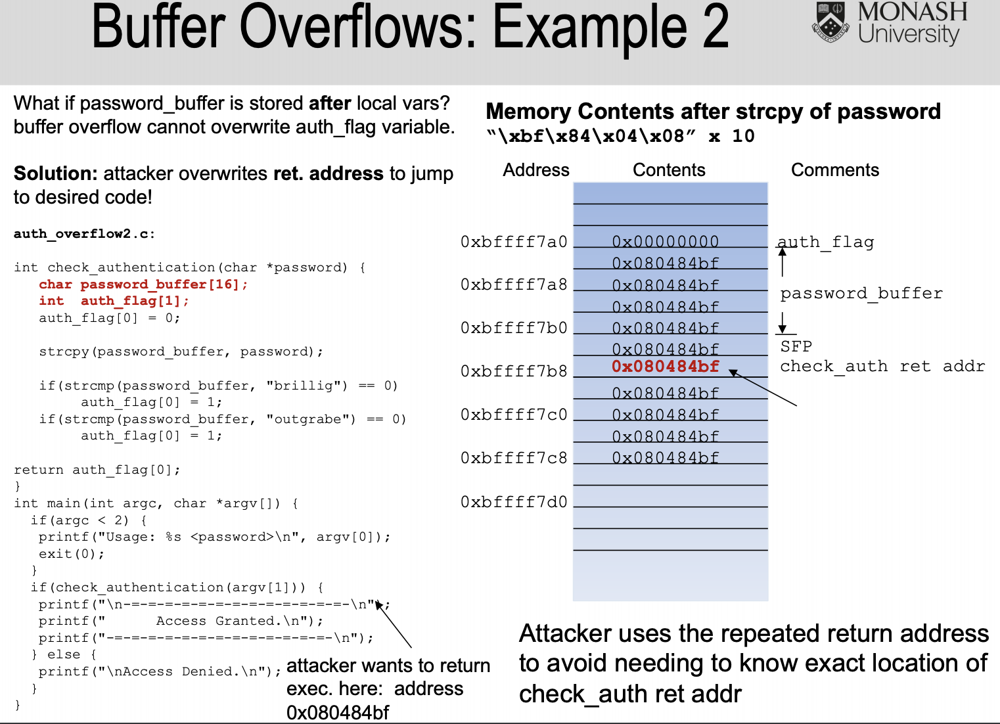 Buffer Overflows: Example 2
MONASH
University
What if password_buffer is stored after local vars?
buffer overflow cannot overwrite auth_flag variable.
Solution: attacker overwrites ret. address to jump
to desired code!
auth_overflow2.c:
int check_authentication(char *password) {
char password_buffer[16];
int  auth_flag[1];
auth_flag[0] = 0;
strcpy(password_buffer, password);
if(strcmp(password_buffer, "brillig") == 0)
auth_flag[0] = 1;
if(strcmp(password_buffer, "outgrabe") == 0)
auth_flag[0] = 1;
return auth_flag[0];
}
int main(int argc, char *argv[]) {
if(argc < 2) {
printf("Usage: %s <password>\n", argv[0]);
exit(0);
}
if(check_authentication(argv[1])) {
printf("\n-=-=-=-=-=-=-=-=-=-=-=-=-=-\n");
printf("      Access Granted.\n");
printf("-=-=-=-=-=-=-=-=-=-=-=-=-=-\n");
} else {
printf("\nAccess Denied.\n");
}
}
attacker wants to return
exec. here:  address
0x080484bf
Memory Contents after strcpy of password
“\xbf\x84\x04\x08” x 10
Address Contents Comments
0xbffff7a0 0x00000000 auth_flag
0x080484bf
0xbffff7a8 0x080484bf password_buffer
0x080484bf
0xbffff7b0 0x080484bf
0x080484bf SFP
0xbffff7b8 0x080484bf check_auth ret addr
0x080484bf
0xbffff7c0 0x080484bf
0x080484bf
0xbffff7c8 0x080484bf
0xbffff7d0
Attacker uses the repeated return address
to avoid needing to know exact location of
check_auth ret addr